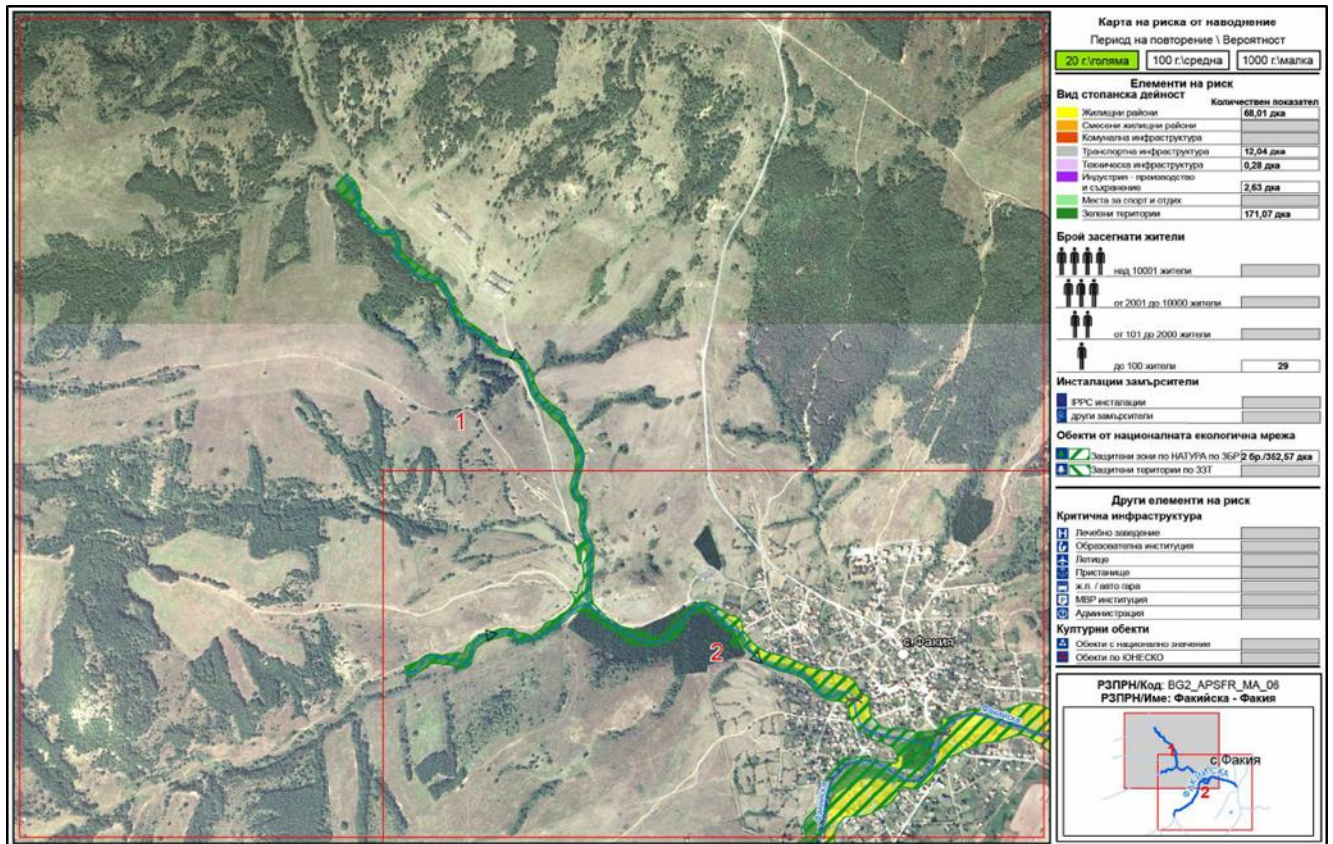 Карта на риска от наводнение
Период на повторение \ Вероятност
20 г.\голяма
100 г.\средна
1000 г.\малка
Елементи на риск
Вид стопанска дейност
Количествен показател
Жилищни райони 68,01 дка
Смесени жилищни райони
Комунална инфраструктура
Транспортна инфраструктура 12,04 дка
Техническа инфраструктура 0,28 дка
Индустрия - производство
и съхранение 2,63 дка
Места за спорт и отдих
Зелени територии 171,07 дка
Брой засегнати жители
над 10001 жители
от 2001 до 10000 жители
от 101 до 2000 жители
до 100 жители 29
Инсталации замърсители
IPPC инсталации
други замърсители
Обекти от националната екологична мрежа
Защитени зони по НАТУРА по ЗБР 2 бр./352,57 дка
Защитени територии по ЗЗТ
Други елементи на риск
Критична инфраструктура
Лечебно заведение
Образователна институция
Летище
Пристанище
ж.п. / авто гара
МВР институция
Администрация
Културни обекти
Обекти с национално значение
Обекти по ЮНЕСКО
РЗПРН/Код: BG2_APSFR_MA_06
РЗПРН/Име: Факийска - Факия
1
с.Факия
ФАКИЙСКА
2
1
2
с.Факия
Факийска
Факийска